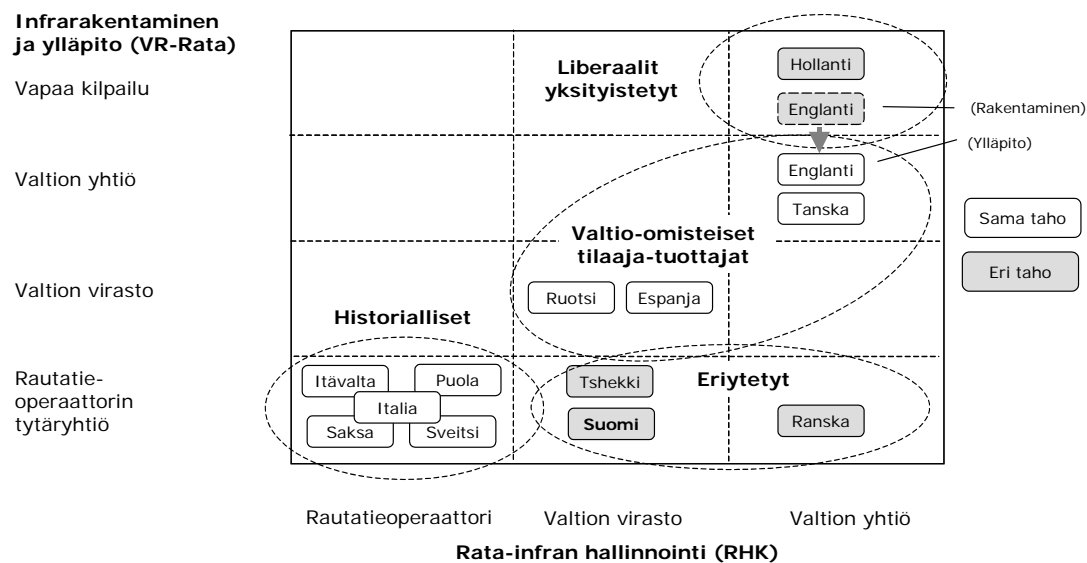 Infrarakentaminen
ja ylläpito (VR-Rata)
Vapaa kilpailu
Liberaalit
yksityistetyt
Hollanti
Englanti
(Rakentaminen)
(Ylläpito)
Valtion yhtiö
Englanti
Tanska
Sama taho
Eri taho
Valtio-omisteiset
tilaaja-tuottajat
Valtion virasto
Ruotsi
Espanja
Historialliset
Rautatie-
operaattorin
tytäryhtiö
Itävalta
Puola
Italia
Saksa
Sveitsi
Tshekki
Eriytetyt
Suomi
Ranska
Rautatieoperaattori
Valtion virasto
Valtion yhtiö
Rata-infran hallinnointi (RHK)